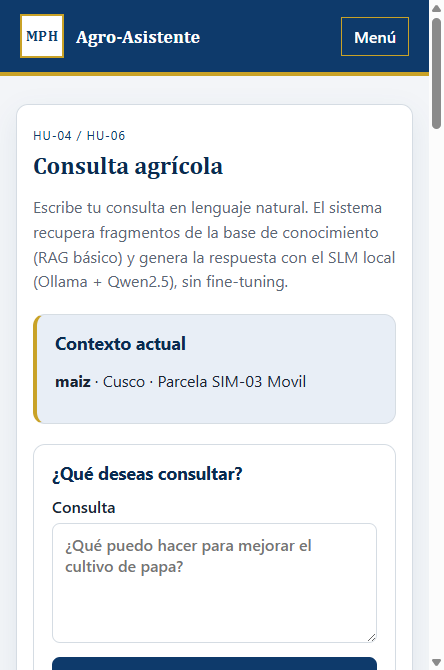 MPH
Agro-Asistente
Menú
HU-04 / HU-06
Consulta agrícola
Escribe tu consulta en lenguaje natural. El sistema
recupera fragmentos de la base de conocimiento
(RAG básico) y genera la respuesta con el SLM local
(Ollama + Qwen2.5), sin fine-tuning.
Contexto actual
maiz · Cusco · Parcela SIM-03 Movil
¿Qué deseas consultar?
Consulta
¿Qué puedo hacer para mejorar el
cultivo de papa?